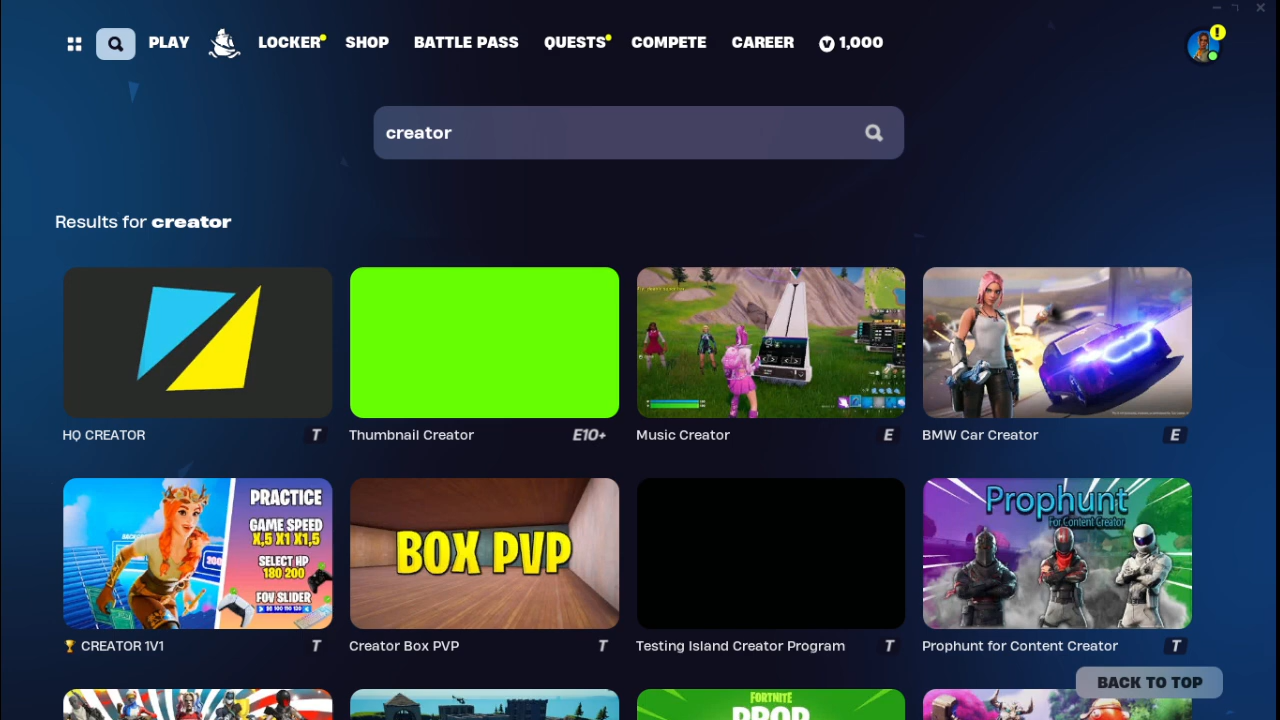 PLAY
LOCKER
SHOP
BATTLE PASS
QUESTS
COMPETE
CAREER
V 1,000
!
creator
Results for creator
HQ CREATOR
T
Thumbnail Creator
E10+
Music Creator
E
BMW Car Creator
E
PRACTICE
GAME SPEED
X,5 X1 X1,5
SELECT HP
180 200
FOV SLIDER
200
BOX PVP
Prophunt
For Content Creator
CREATOR 1V1
T
Creator Box PVP
T
Testing Island Creator Program
T
Prophunt for Content Creator
T
BACK TO TOP
FORTNITE
PROP